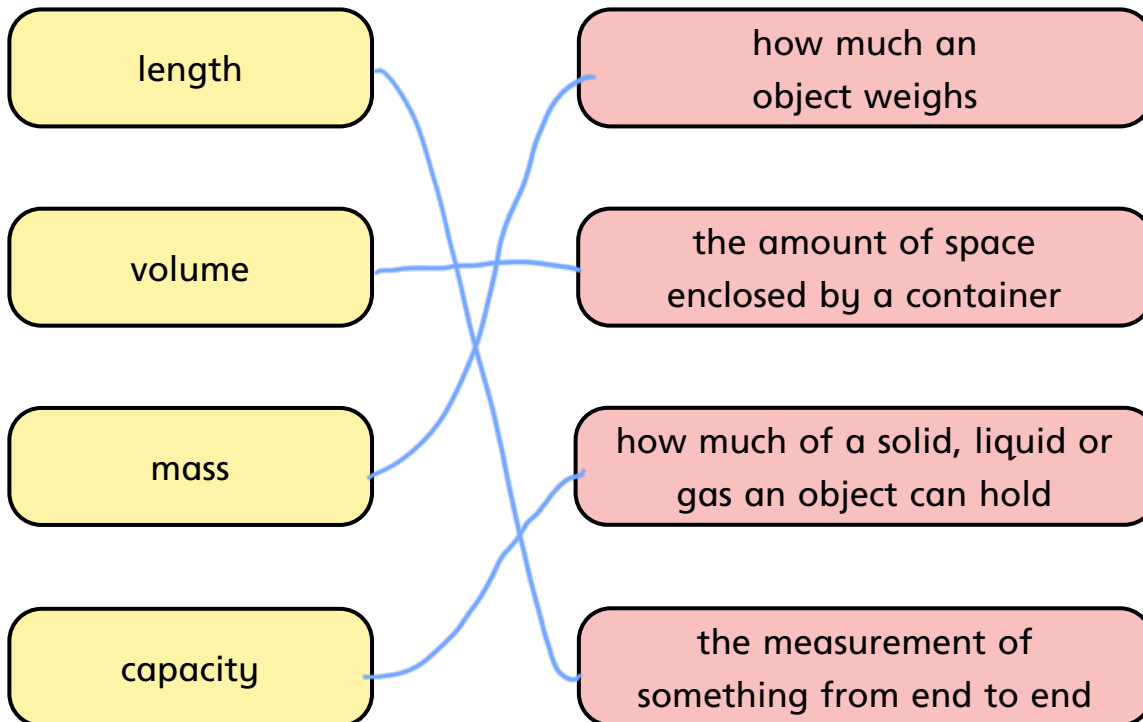 length
how much an
object weighs
volume
the amount of space
enclosed by a container
mass
how much of a solid, liquid or
gas an object can hold
capacity
the measurement of
something from end to end